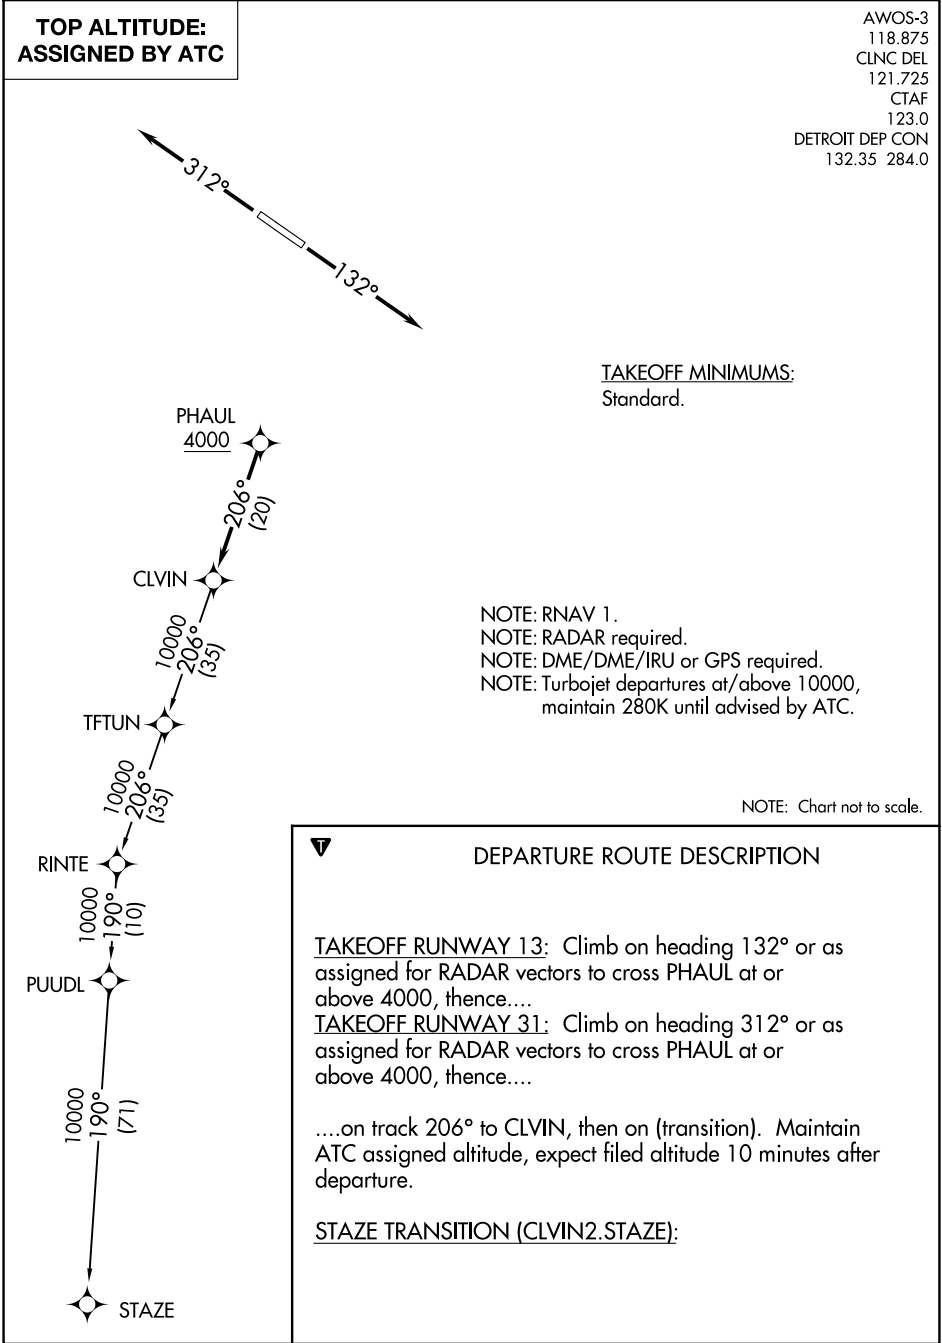 TOP ALTITUDE:
ASSIGNED BY ATC
AWOS-3
118.875
CLNC DEL
121.725
CTAF
123.0
DETROIT DEP CON
132.35 284.0
312°
132°
TAKEOFF MINIMUMS:
Standard.
PHAUL
4000
206°
(20)
CLVIN
10000
206°
(35)
TFTUN
10000
206°
(35)
RINTE
10000
190°
(10)
PUUDL
10000
190°
(71)
STAZE
NOTE: RNAV 1.
NOTE: RADAR required.
NOTE: DME/DME/IRU or GPS required.
NOTE: Turbojet departures at/above 10000,
maintain 280K until advised by ATC.
NOTE: Chart not to scale.
T
DEPARTURE ROUTE DESCRIPTION
TAKEOFF RUNWAY 13: Climb on heading 132° or as
assigned for RADAR vectors to cross PHAUL at or
above 4000, thence....
TAKEOFF RUNWAY 31: Climb on heading 312° or as
assigned for RADAR vectors to cross PHAUL at or
above 4000, thence....
....on track 206° to CLVIN, then on (transition). Maintain
ATC assigned altitude, expect filed altitude 10 minutes after
departure.
STAZE TRANSITION (CLVIN2.STAZE):